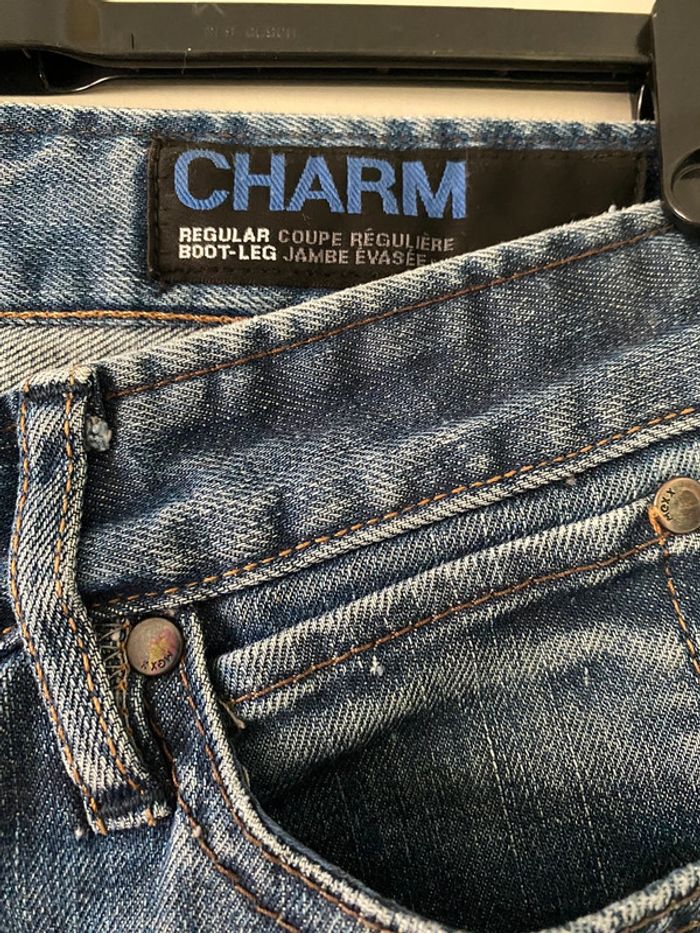 CHARM
REGULAR COUPE RÉGULIÈRE
BOOT-LEG JAMBE ÉVASÉE